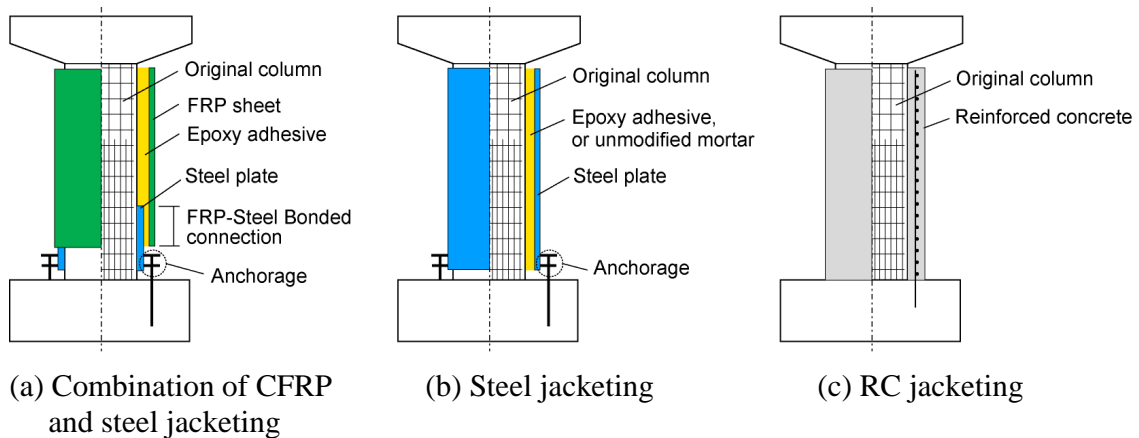 Original column
FRP sheet
Epoxy adhesive
Steel plate
FRP-Steel Bonded
connection
Anchorage
(a) Combination of CFRP
and steel jacketing
Original column
Epoxy adhesive,
or unmodified mortar
Steel plate
Anchorage
(b) Steel jacketing
Original column
Reinforced concrete
(c) RC jacketing